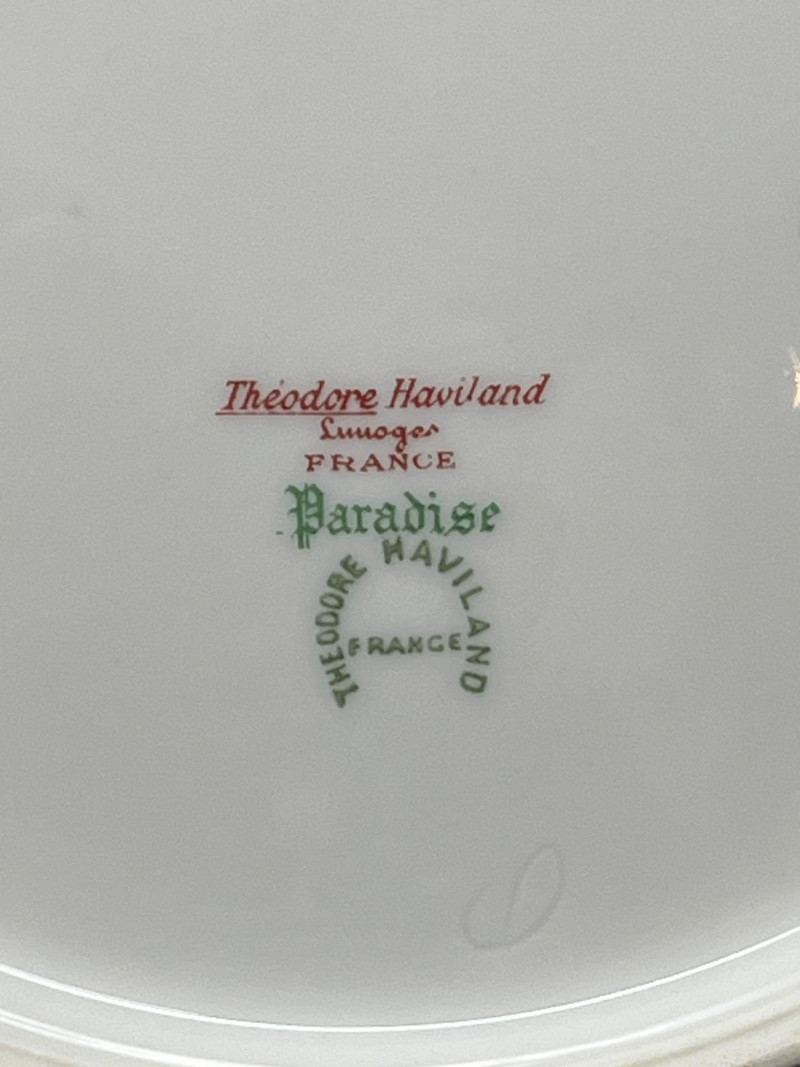 Théodore Haviland
Limoges
FRANCE
Paradise
THEODORE HAVILAND
FRANCE